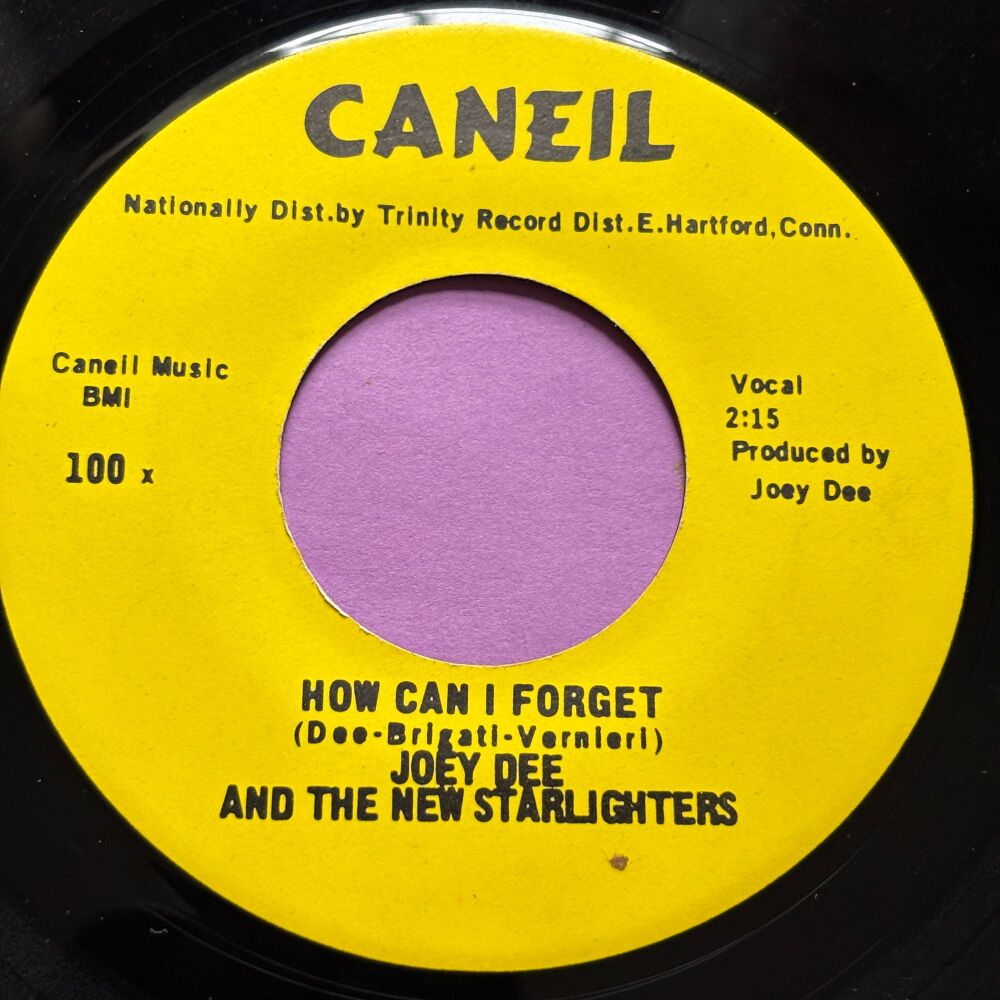 CANEIL
Nationally Dist.by Trinity Record Dist.E.Hartford,Conn.
Caneil Music
BMI
100 x
Vocal
2:15
Produced by
Joey Dee
HOW CAN I FORGET
(Dee-Brigati-Vernieri)
JOEY DEE
AND THE NEW STARLIGHTERS